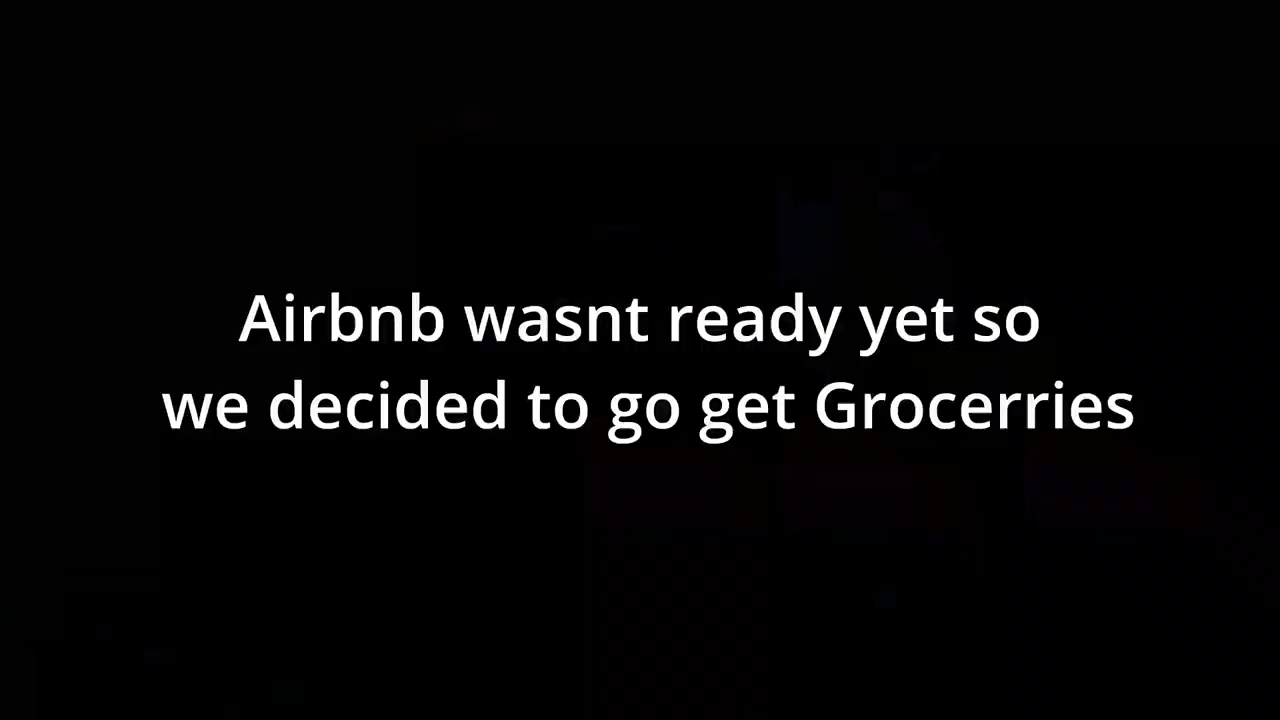 Airbnb wasnt ready yet so
we decided to go get Grocerries